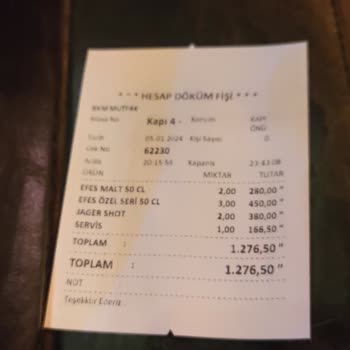 * * * HESAP DÖKÜM FİŞİ * * *
BKM MUTFAK
Masa No Kapı 4 - Konum KAPI ÖNÜ
Tarih 05.01.2024 Kişi Sayısı 0
Çek No 62230
Açılış 20:15:50 Kapanış 23:43:08
ÜRÜN MİKTAR TUTAR
EFES MALT 50 CL 2,00 280,00 "
EFES ÖZEL SERİ 50 CL 3,00 450,00 "
JAGER SHOT 2,00 380,00 "
SERVİS 1,00 166,50 "
TOPLAM : 1.276,50 "
TOPLAM : 1.276,50 "
NOT
Teşekkür Ederiz